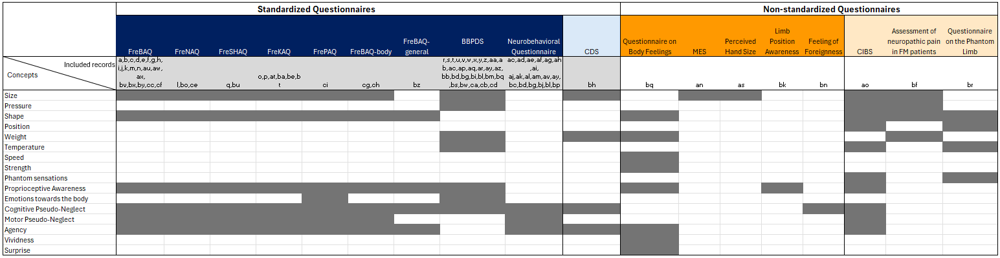 Standardized Questionnaires
Non-standardized Questionnaires
FreBAQ
FreNAQ
FreSHAQ
FreKAQ
FrePAQ
FreBAQ-body
FreBAQ-
general
BBPDS
Neurobehavioral
Questionnaire
CDS
Questionnaire on
Body Feelings
MES
Perceived
Hand Size
Limb
Position
Awareness
Feeling of
Foreignness
CIBS
Assessment of
neuropathic pain
in FM patients
Questionnaire
on the Phantom
Limb
Included records
Concepts
a,b,c,d,e,f,g,h,
i,j,k,m,n,au,aw,
ax,
bv,bx,by,cc,cf
l,bo,ce
q,bu
o,p,at,ba,be,b
t
ci
cg,ch
bz
r,s,t,u,v,w,x,y,z,aa,a
b,ac,ap,aq,ar,ay,az,
bb,bd,bg,bi,bl,bm,bq
,bs,bw,ca,cb,cd
ac,ad,ae,af,ag,ah
,ai,
aj,ak,al,am,av,ay,
bc,bd,bg,bj,bl,bp
bh
bq
an
as
bk
bn
ao
bf
br
Size
Pressure
Shape
Position
Weight
Temperature
Speed
Strength
Phantom sensations
Proprioceptive Awareness
Emotions towards the body
Cognitive Pseudo-Neglect
Motor Pseudo-Neglect
Agency
Vividness
Surprise